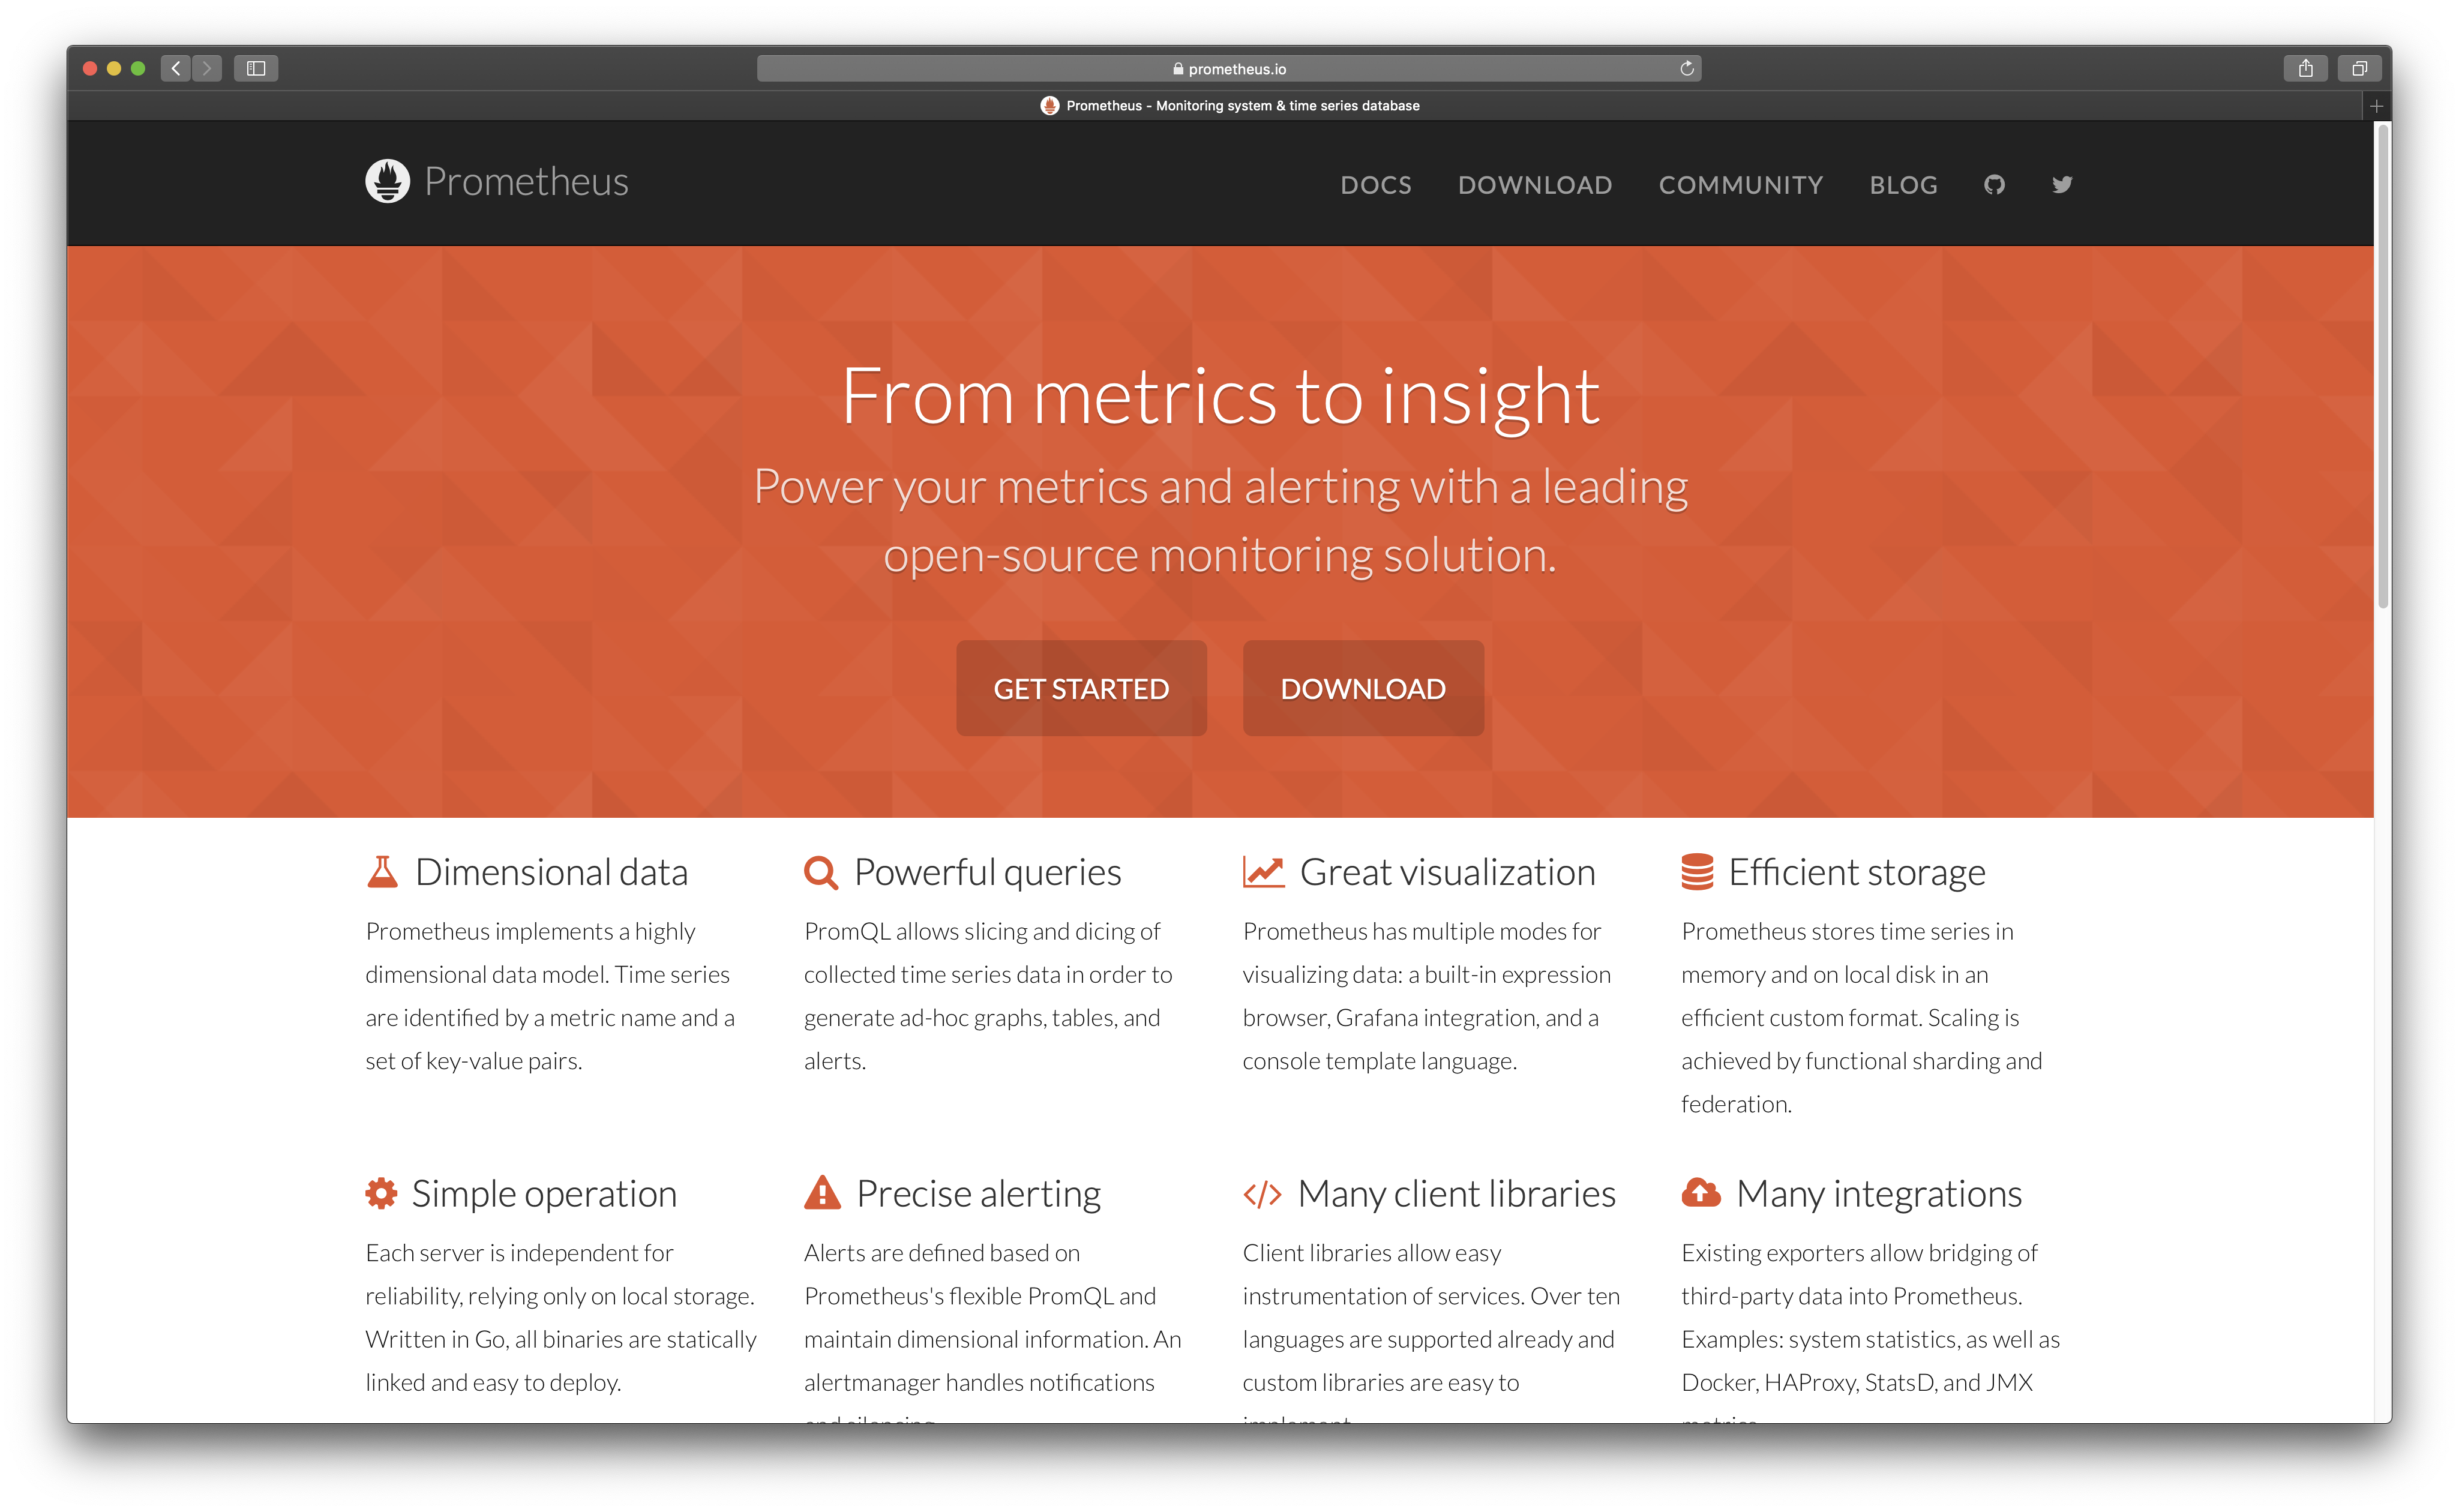 prometheus.io
Prometheus - Monitoring system & time series database
Prometheus
DOCS DOWNLOAD COMMUNITY BLOG
From metrics to insight
Power your metrics and alerting with a leading
open-source monitoring solution.
GET STARTED DOWNLOAD
Dimensional data
Prometheus implements a highly
dimensional data model. Time series
are identified by a metric name and a
set of key-value pairs.
Powerful queries
PromQL allows slicing and dicing of
collected time series data in order to
generate ad-hoc graphs, tables, and
alerts.
Great visualization
Prometheus has multiple modes for
visualizing data: a built-in expression
browser, Grafana integration, and a
console template language.
Efficient storage
Prometheus stores time series in
memory and on local disk in an
efficient custom format. Scaling is
achieved by functional sharding and
federation.
Simple operation
Each server is independent for
reliability, relying only on local storage.
Written in Go, all binaries are statically
linked and easy to deploy.
Precise alerting
Alerts are defined based on
Prometheus's flexible PromQL and
maintain dimensional information. An
alertmanager handles notifications
and silencing.
Many client libraries
Client libraries allow easy
instrumentation of services. Over ten
languages are supported already and
custom libraries are easy to
implement.
Many integrations
Existing exporters allow bridging of
third-party data into Prometheus.
Examples: system statistics, as well as
Docker, HAProxy, StatsD, and JMX
metrics.